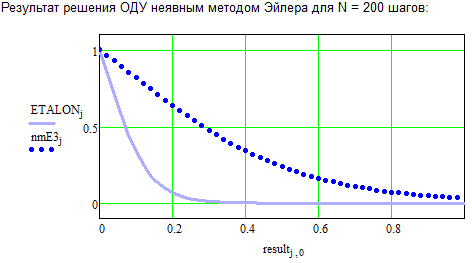 Результат решения ОДУ неявным методом Эйлера для N = 200 шагов:
1
ETALONj
0.5
nmE3j
0
0 0.2 0.4 0.6 0.8
resultj , 0